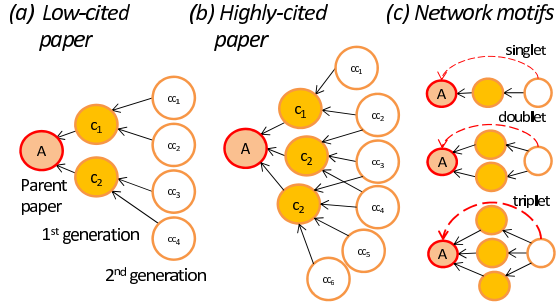 (a) Low-cited
paper
A
Parent
paper
c1
c2
cc1
cc2
cc3
cc4
1st generation
2nd generation
(b) Highly-cited
paper
A
c1
c2
c2
cc1
cc2
cc3
cc4
cc5
cc6
(c) Network motifs
singlet
A
doublet
A
triplet
A